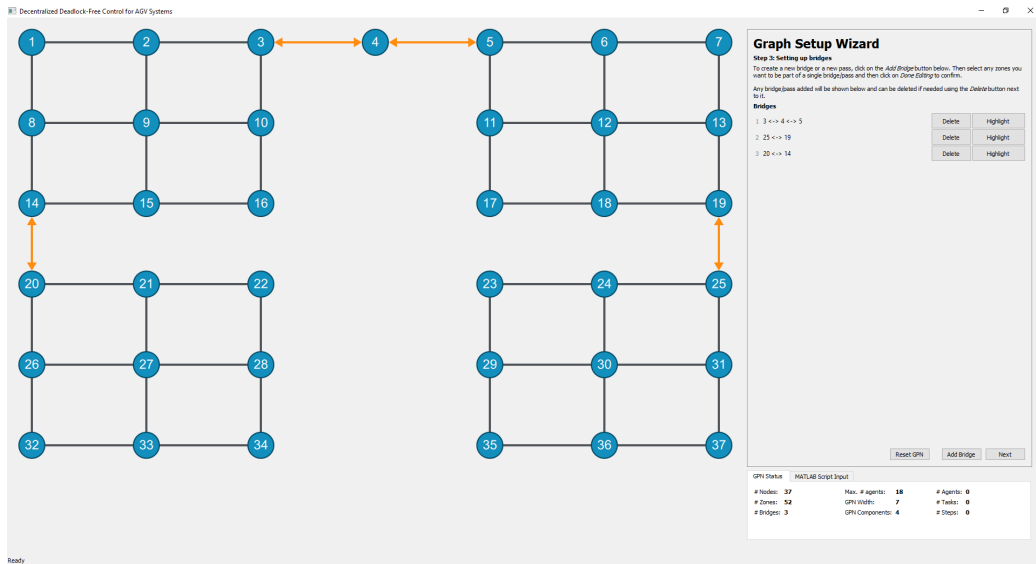 Decentralized Deadlock-Free Control for AGV Systems
1 2 3 4 5 6 7
8 9 10 11 12 13
14 15 16 17 18 19
20 21 22 23 24 25
26 27 28 29 30 31
32 33 34 35 36 37
Graph Setup Wizard
Step 3: Setting up bridges
To create a new bridge or a new pass, click on the Add Bridge button below. Then select any zones you
want to be part of a single bridge/pass and then click on Done Editing to confirm.
Any bridge/pass added will be shown below and can be deleted if needed using the Delete button next
to it.
Bridges
1 3 <-> 4 <-> 5 Delete Highlight
2 25 <-> 19 Delete Highlight
3 20 <-> 14 Delete Highlight
Reset GPN Add Bridge Next
GPN Status MATLAB Script Input
# Nodes: 37 Max. # agents: 18 # Agents: 0
# Zones: 52 GPN Width: 7 # Tasks: 0
# Bridges: 3 GPN Components: 4 # Steps: 0
Ready